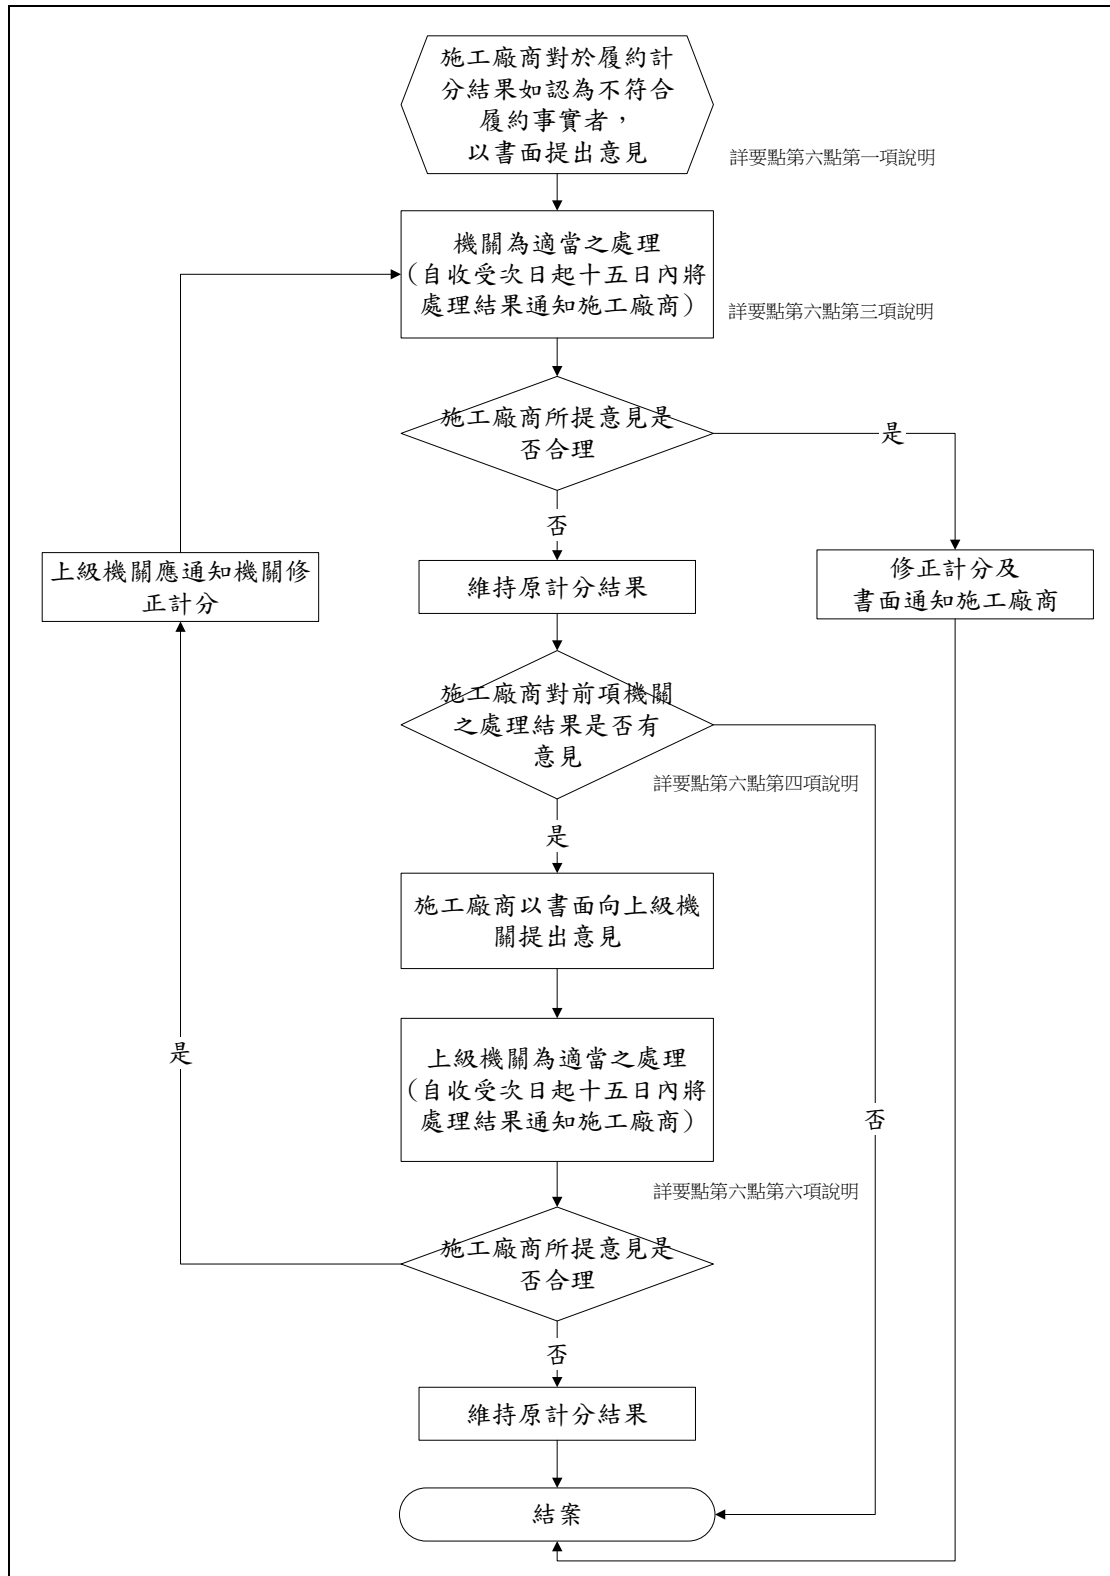 施工廠商對於履約計
分結果如認為不符合
履約事實者，
以書面提出意見
詳要點第六點第一項說明
機關為適當之處理
（自收受次日起十五日內將
處理結果通知施工廠商）
詳要點第六點第三項說明
施工廠商所提意見是
否合理
是
否
上級機關應通知機關修
正計分
維持原計分結果
修正計分及
書面通知施工廠商
施工廠商對前項機關
之處理結果是否有
意見
詳要點第六點第四項說明
是
施工廠商以書面向上級機
關提出意見
上級機關為適當之處理
（自收受次日起十五日內將
處理結果通知施工廠商）
是
否
詳要點第六點第六項說明
施工廠商所提意見是
否合理
否
維持原計分結果
結案